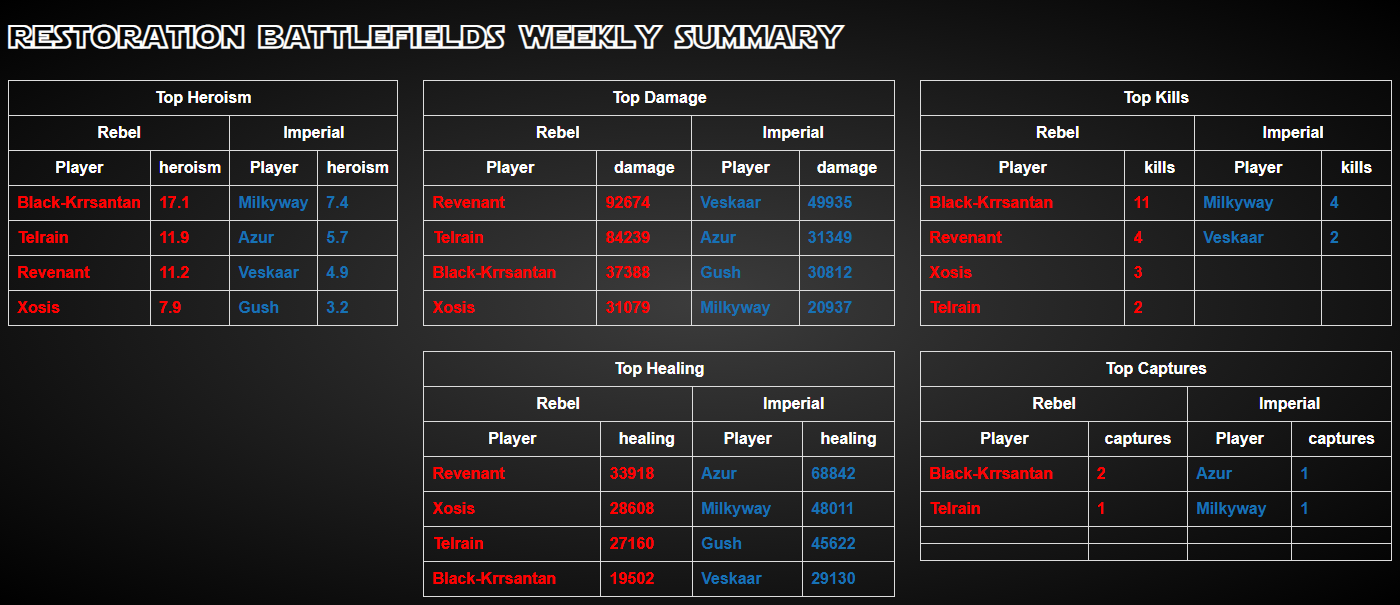 RESTORATION BATTLEFIELDS WEEKLY SUMMARY
Top Heroism
Rebel Imperial
Player heroism Player heroism
Black-Krrsantan 17.1 Milkyway 7.4
Telrain 11.9 Azur 5.7
Revenant 11.2 Veskaar 4.9
Xosis 7.9 Gush 3.2
Top Damage
Rebel Imperial
Player damage Player damage
Revenant 92674 Veskaar 49935
Telrain 84239 Azur 31349
Black-Krrsantan 37388 Gush 30812
Xosis 31079 Milkyway 20937
Top Kills
Rebel Imperial
Player kills Player kills
Black-Krrsantan 11 Milkyway 4
Revenant 4 Veskaar 2
Xosis 3
Telrain 2
Top Healing
Rebel Imperial
Player healing Player healing
Revenant 33918 Azur 68842
Xosis 28608 Milkyway 48011
Telrain 27160 Gush 45622
Black-Krrsantan 19502 Veskaar 29130
Top Captures
Rebel Imperial
Player captures Player captures
Black-Krrsantan 2 Azur 1
Telrain 1 Milkyway 1